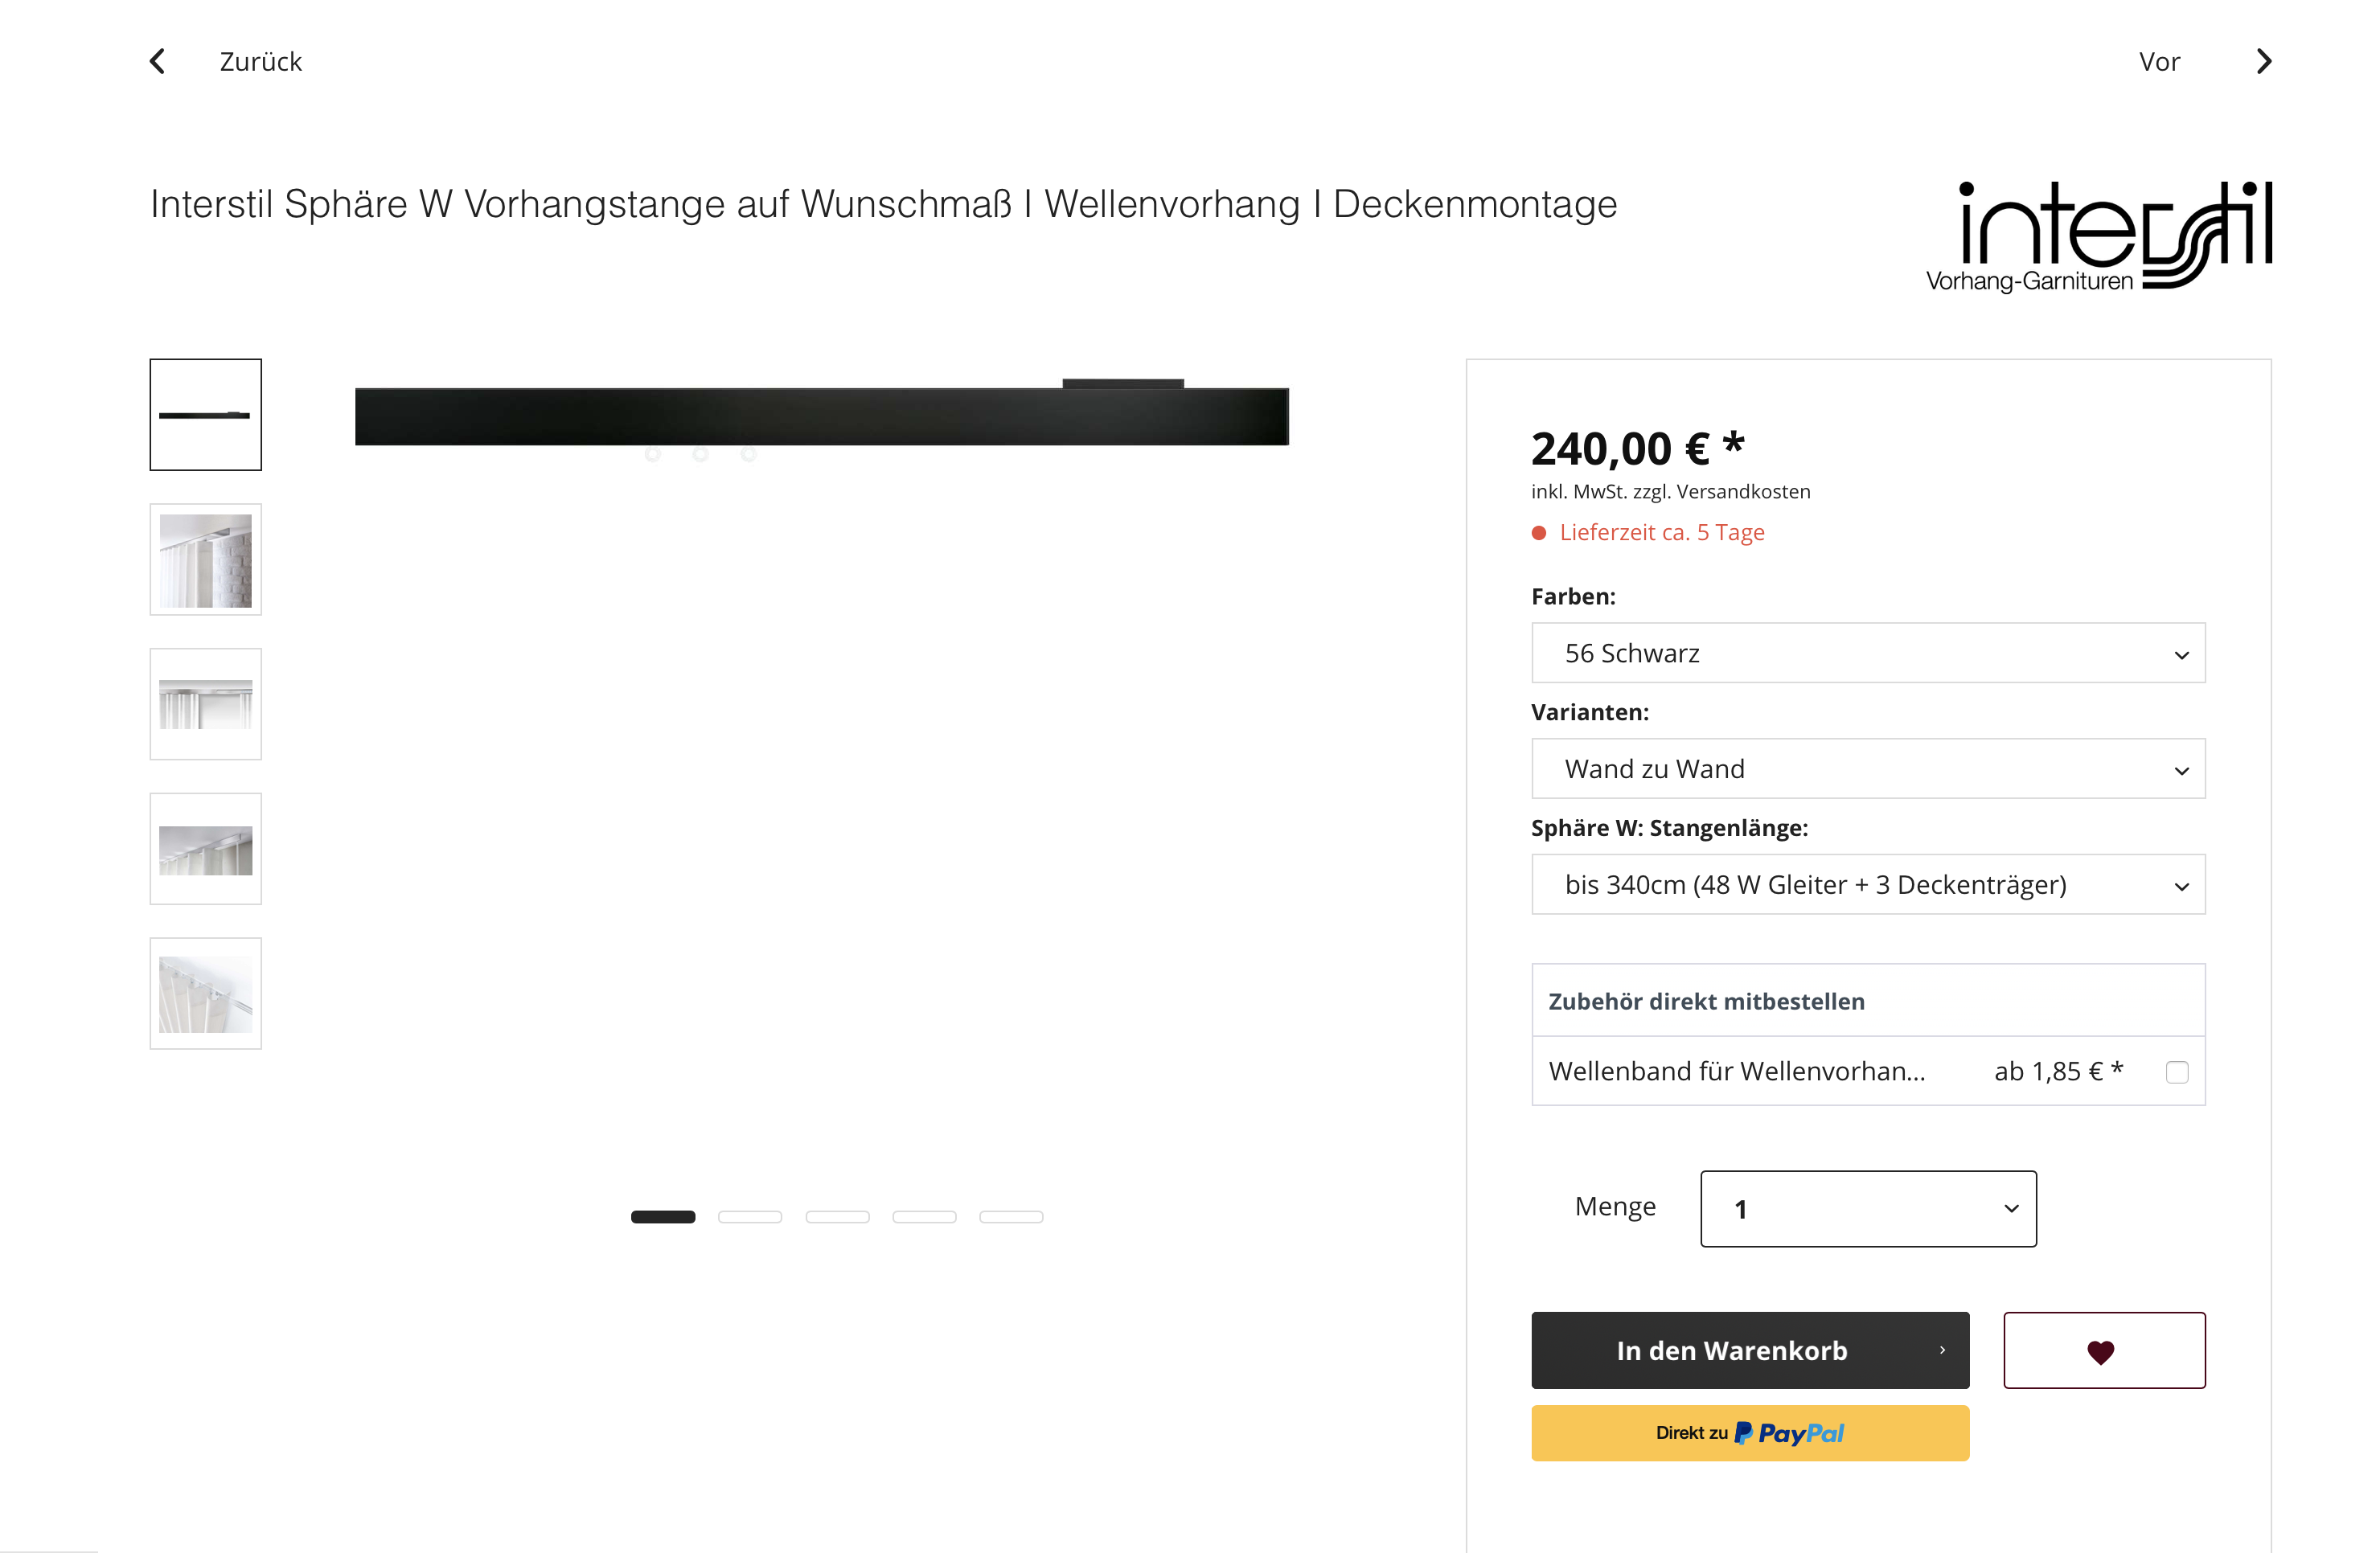 Zurück
Vor
Interstil Sphäre W Vorhangstange auf Wunschmaß I Wellenvorhang I Deckenmontage
interstil
Vorhang-Garnituren
240,00 € *
inkl. MwSt. zzgl. Versandkosten
Lieferzeit ca. 5 Tage
Farben:
56 Schwarz
Varianten:
Wand zu Wand
Sphäre W: Stangenlänge:
bis 340cm (48 W Gleiter + 3 Deckenträger)
Zubehör direkt mitbestellen
Wellenband für Wellenvorhan... ab 1,85 € *
Menge 1
In den Warenkorb
Direkt zu PayPal